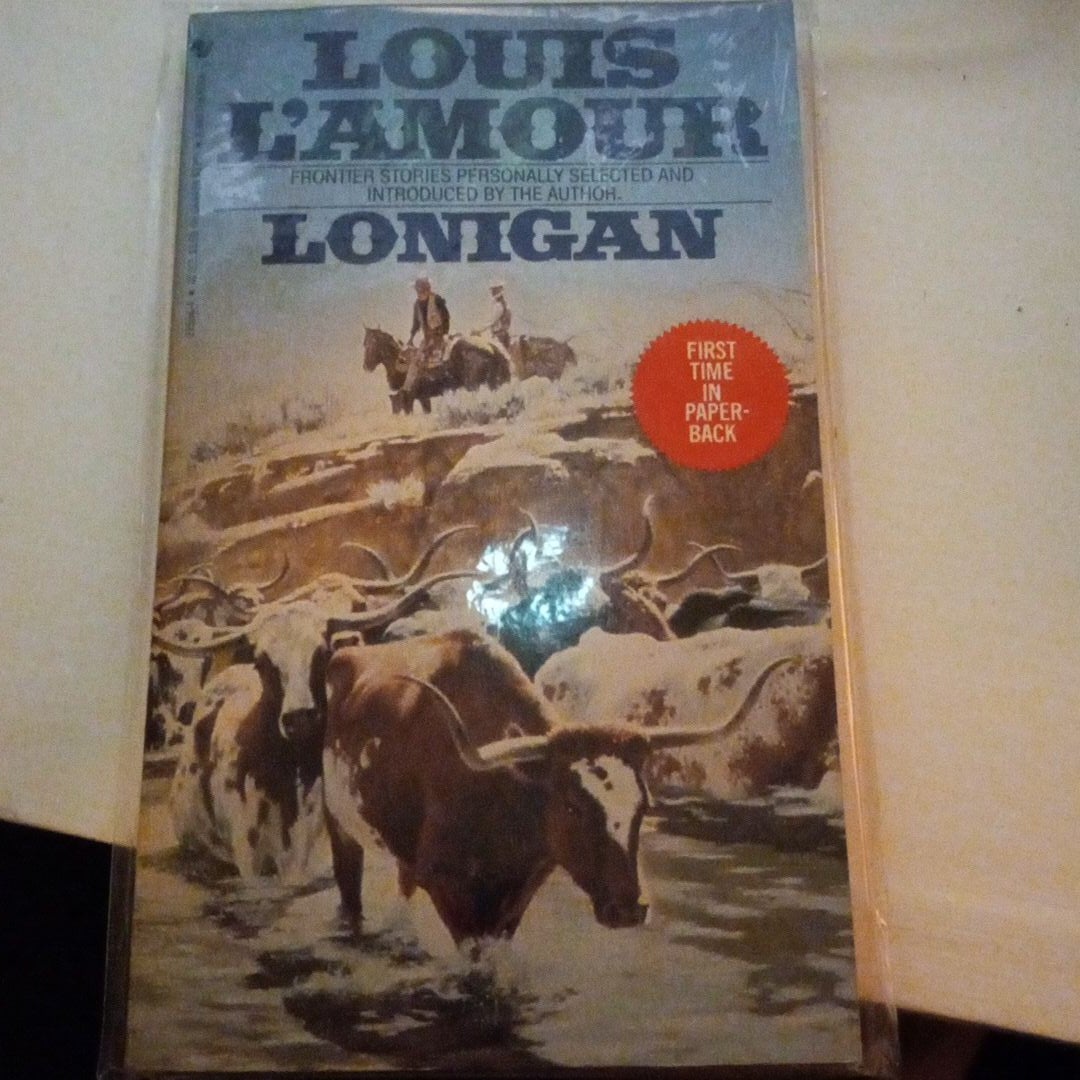 LOUIS
L'AMOUR
FRONTIER STORIES PERSONALLY SELECTED AND
INTRODUCED BY THE AUTHOR.
LONIGAN
FIRST
TIME
IN
PAPER-
BACK